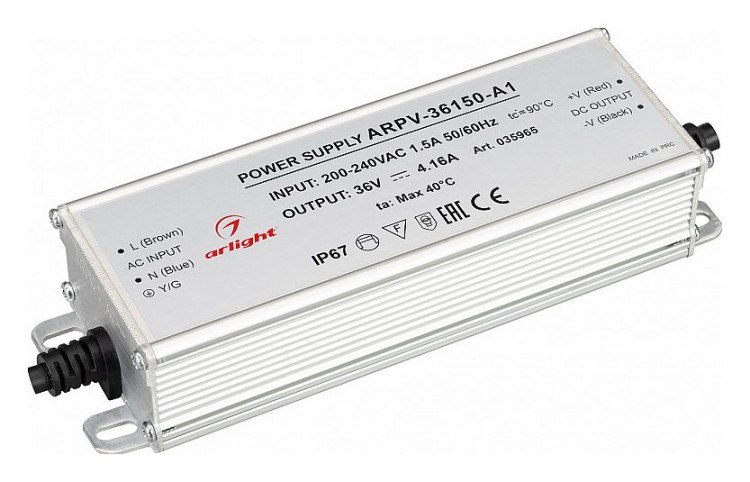 POWER SUPPLY ARPV-36150-A1
INPUT: 200-240VAC 1.5A 50/60Hz tc=90°C
OUTPUT: 36V ⎓ 4.16A Art. 035965
ta: Max 40°C
IP67 F EAC CE
arlight
L (Brown)
AC INPUT
N (Blue)
⏚ Y/G
+V (Red)
DC OUTPUT
-V (Black)
MADE IN PRC